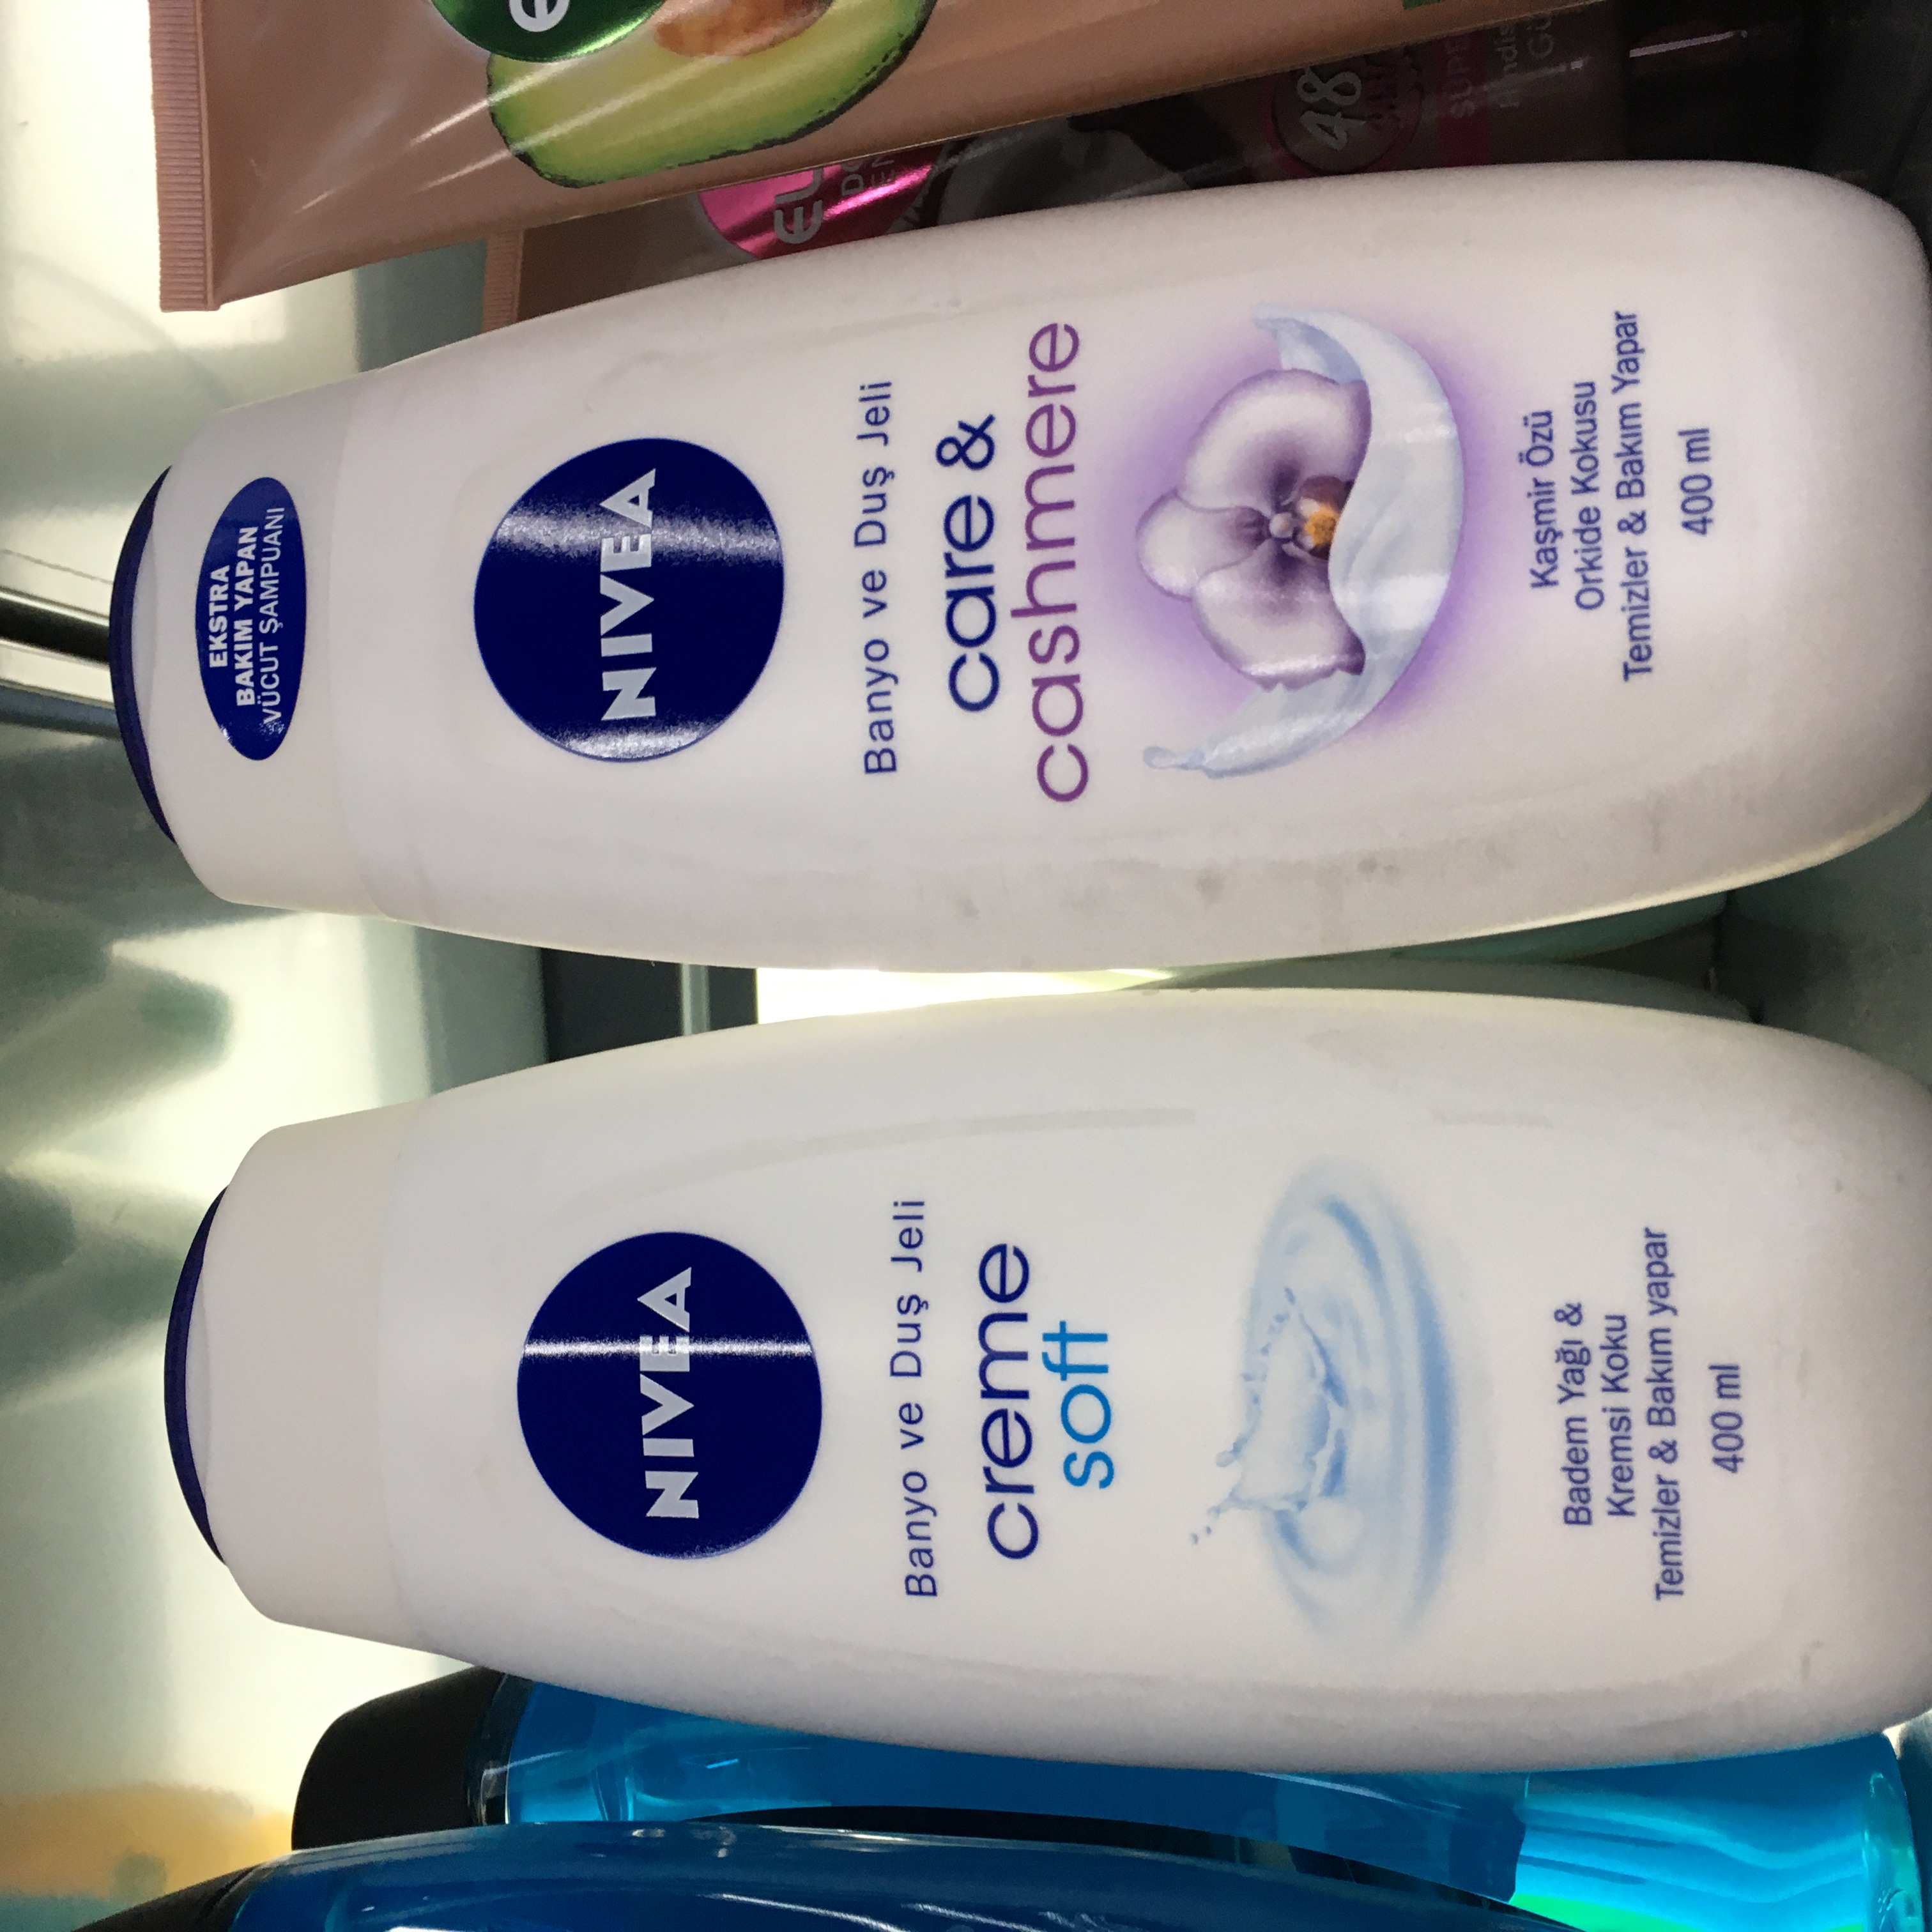 NIVEA
Banyo ve Duş Jeli
creme
soft
Badem Yağı &
Kremsi Koku
Temizler & Bakım yapar
400 ml
EKSTRA
BAKIM YAPAN
VÜCUT ŞAMPUANI
NIVEA
Banyo ve Duş Jeli
care &
cashmere
Kaşmir Özü
Orkide Kokusu
Temizler & Bakım Yapar
400 ml
48